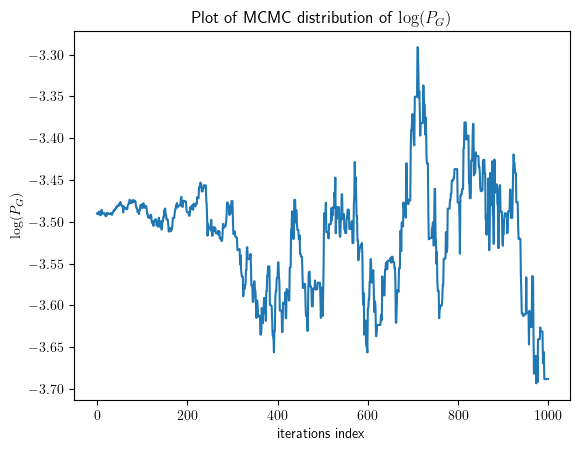 Plot of MCMC distribution of log(P_G)
log(P_G)
−3.30
−3.35
−3.40
−3.45
−3.50
−3.55
−3.60
−3.65
−3.70
0 200 400 600 800 1000
iterations index